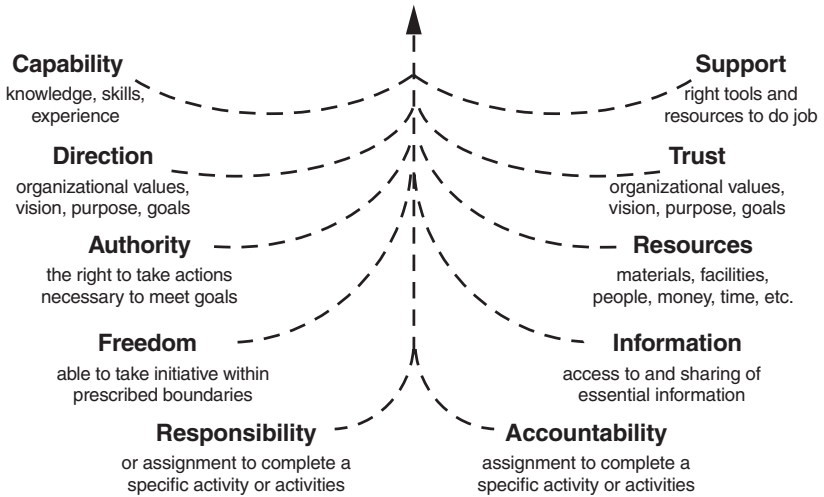 Capability
knowledge, skills,
experience
Support
right tools and
resources to do job
Direction
organizational values,
vision, purpose, goals
Trust
organizational values,
vision, purpose, goals
Authority
the right to take actions
necessary to meet goals
Resources
materials, facilities,
people, money, time, etc.
Freedom
able to take initiative within
prescribed boundaries
Information
access to and sharing of
essential information
Responsibility
or assignment to complete a
specific activity or activities
Accountability
assignment to complete a
specific activity or activities